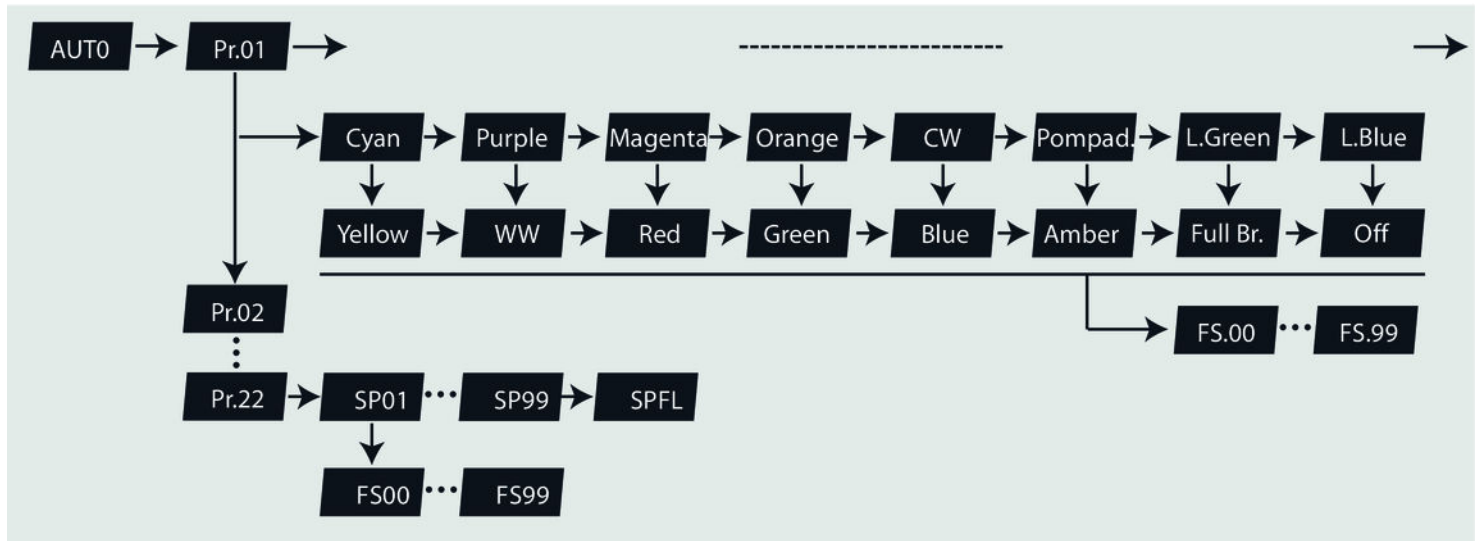 AUT0 Pr.01
Cyan Purple Magenta Orange CW Pompad. L.Green L.Blue
Yellow WW Red Green Blue Amber Full Br. Off
Pr.02
FS.00 FS.99
Pr.22 SP01 SP99 SPFL
FS00 FS99